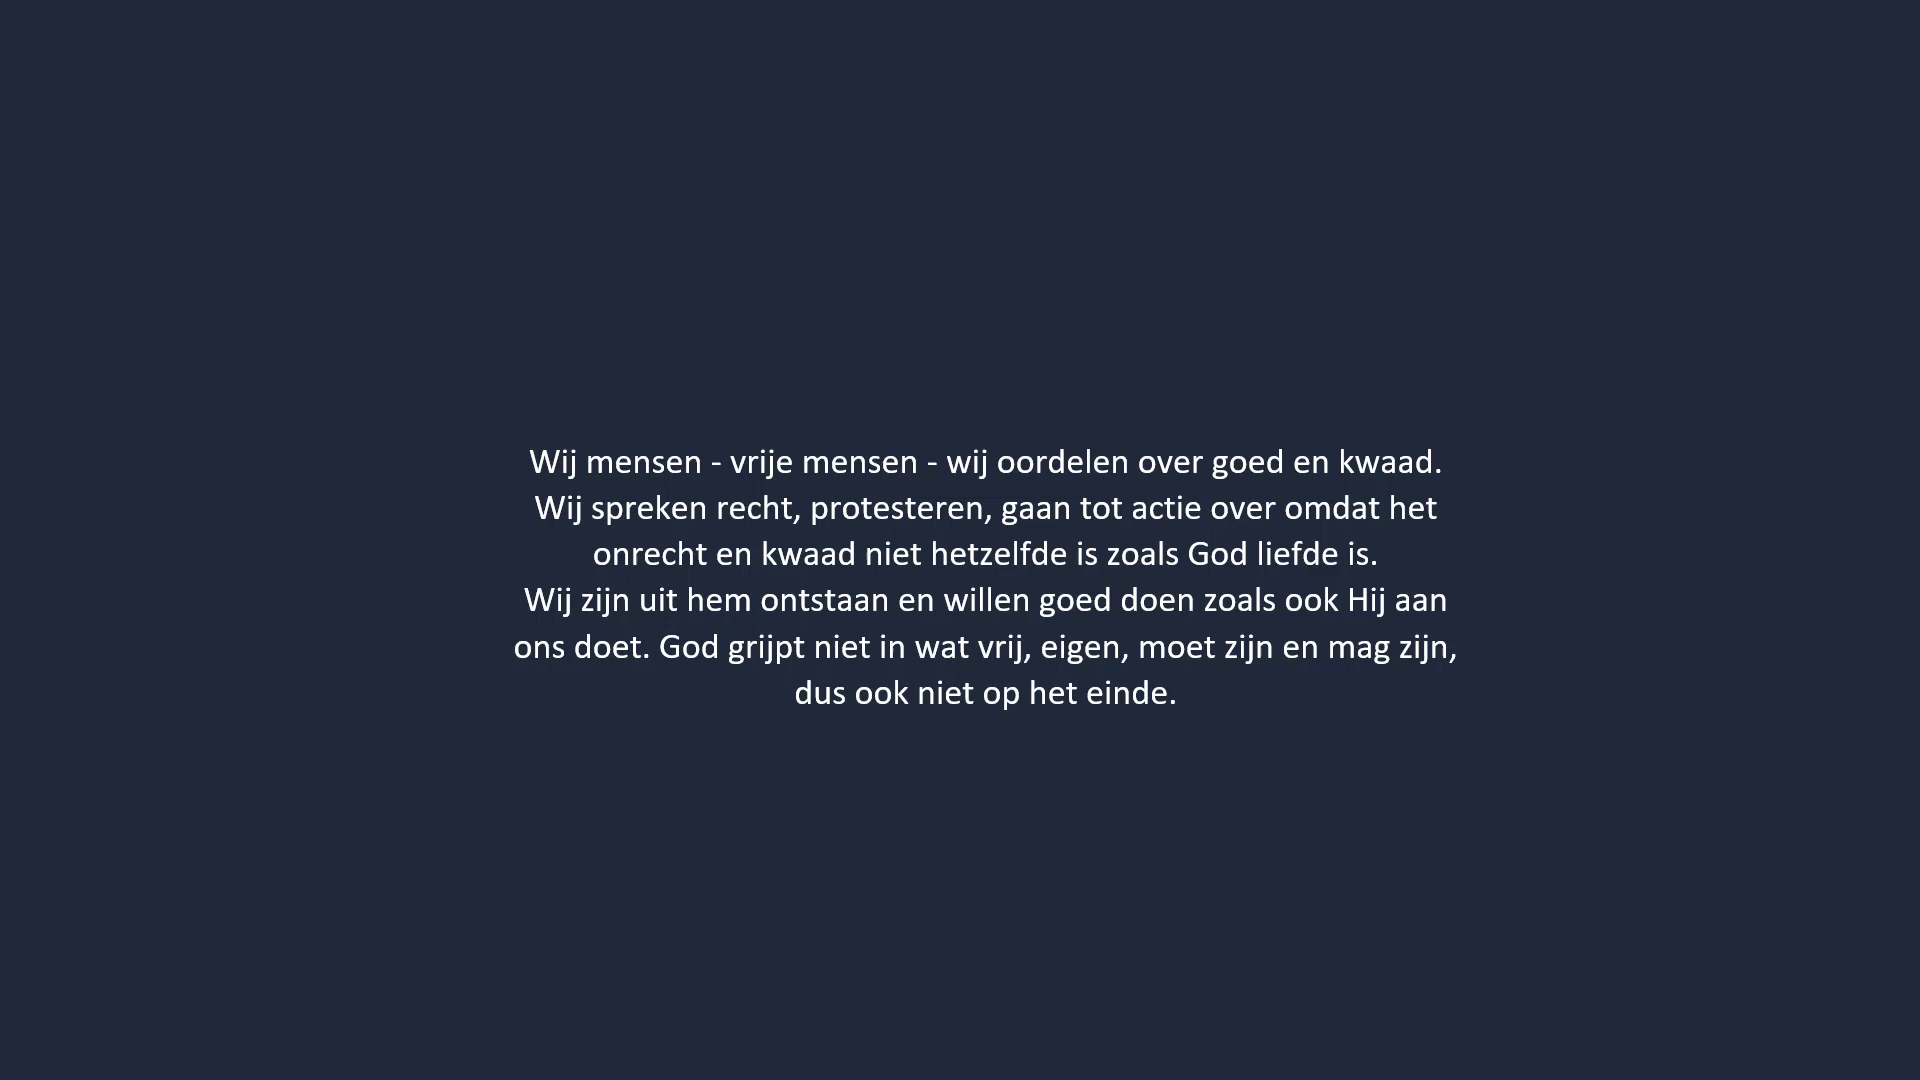 Wij mensen - vrije mensen - wij oordelen over goed en kwaad.
Wij spreken recht, protesteren, gaan tot actie over omdat het
onrecht en kwaad niet hetzelfde is zoals God liefde is.
Wij zijn uit hem ontstaan en willen goed doen zoals ook Hij aan
ons doet. God grijpt niet in wat vrij, eigen, moet zijn en mag zijn,
dus ook niet op het einde.